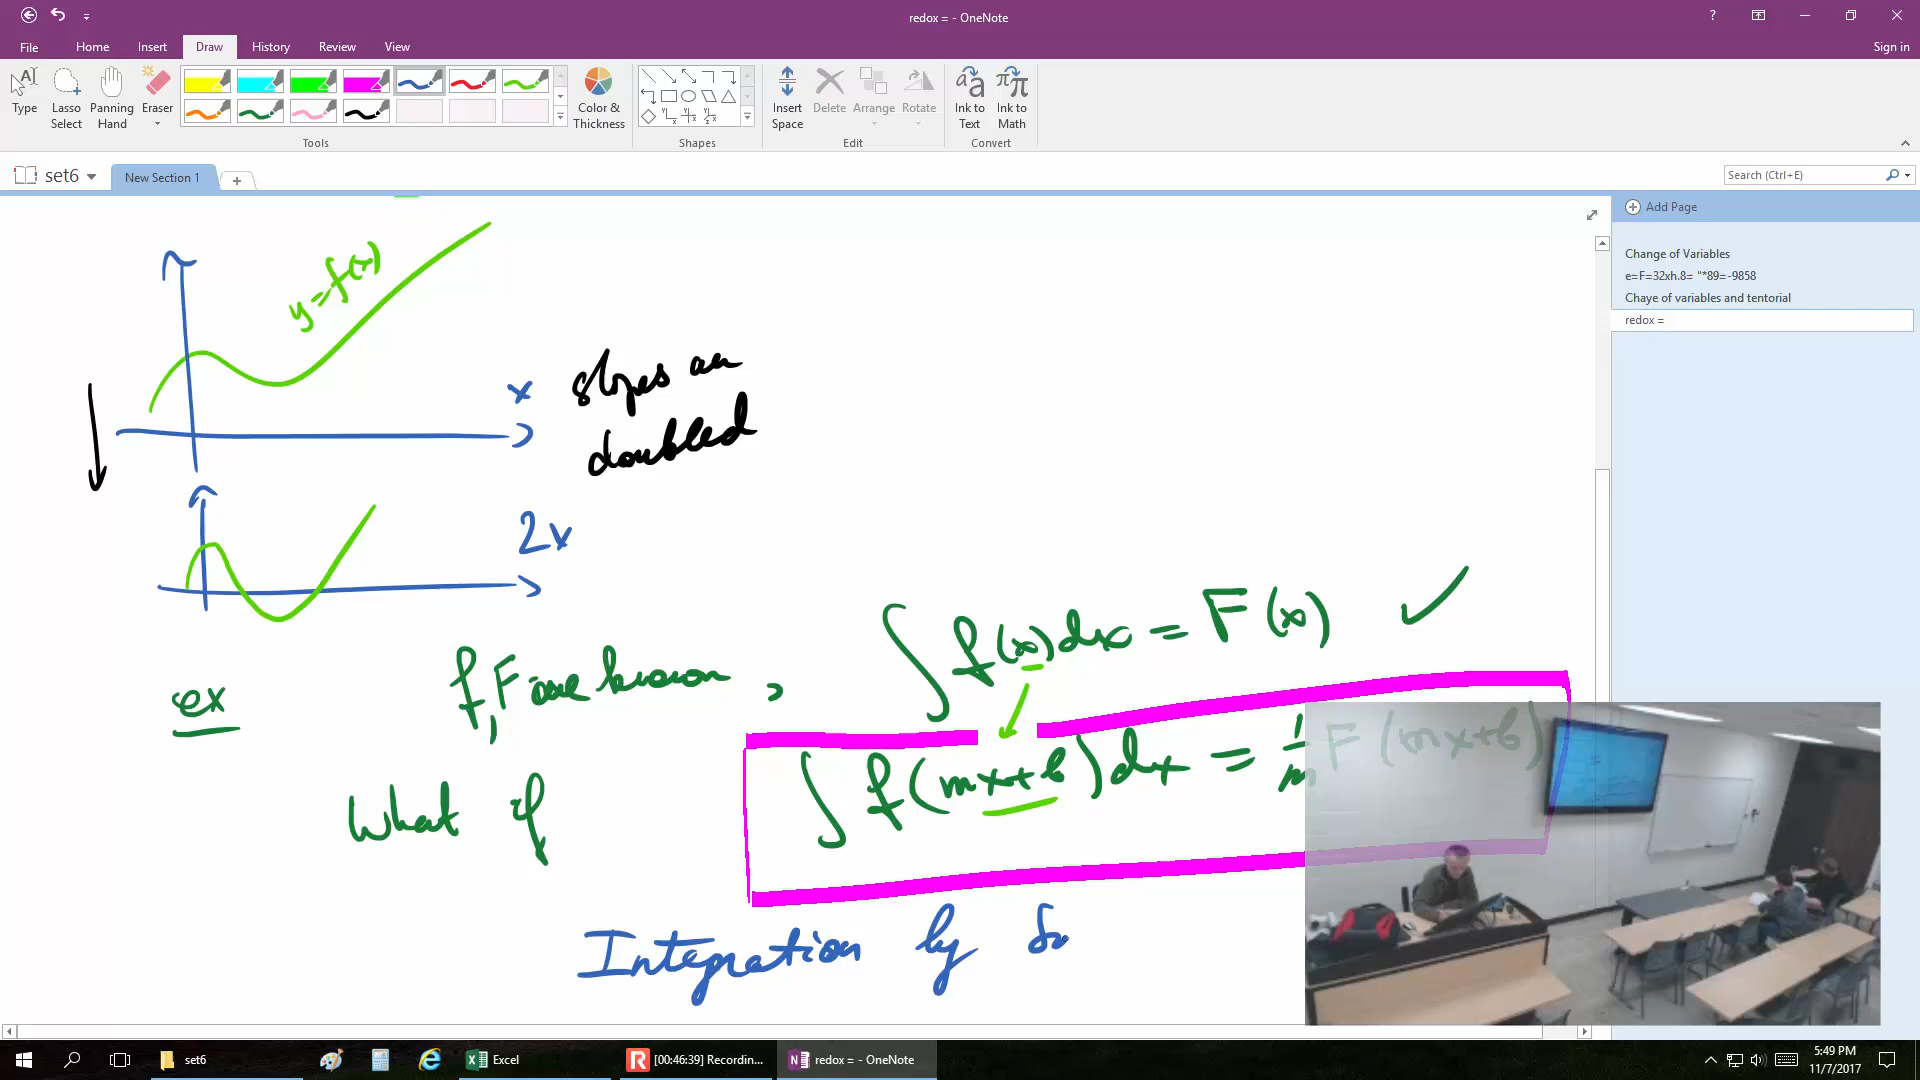 redox = - OneNote
?
File Home Insert Draw History Review View
Sign in
Type
Lasso Select
Panning Hand
Eraser
Color & Thickness
Insert Space
Delete
Arrange
Rotate
Ink to Text
Ink to Math
Tools
Shapes
Edit
Convert
set6
New Section 1
Search (Ctrl+E)
Add Page
Change of Variables
e=F=32xh.8= "*89=-9858
Chaye of variables and tentorial
redox =
y=f(x)
x
slopes are
doubled
2x
ex
f, F are known ,
∫ f(x)dx = F(x) ✓
What if
∫ f(mx+b)dx = 1/m F(mx+b)
Integration by So
set6
Excel
[00:46:39] Recordin...
redox = - OneNote
5:49 PM
11/7/2017